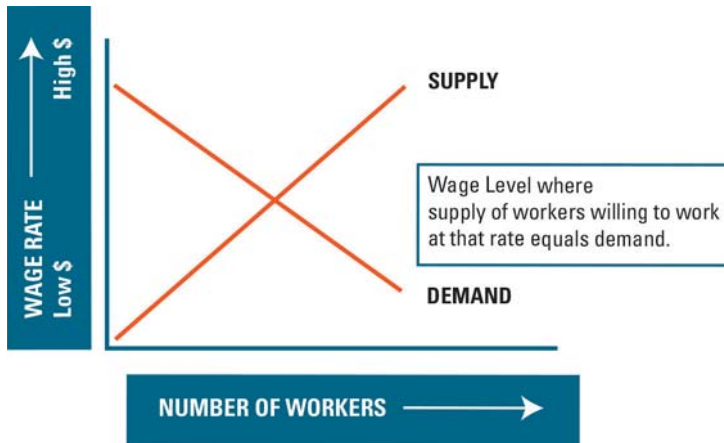 WAGE RATE
Low $
High $
SUPPLY
Wage Level where
supply of workers willing to work
at that rate equals demand.
DEMAND
NUMBER OF WORKERS